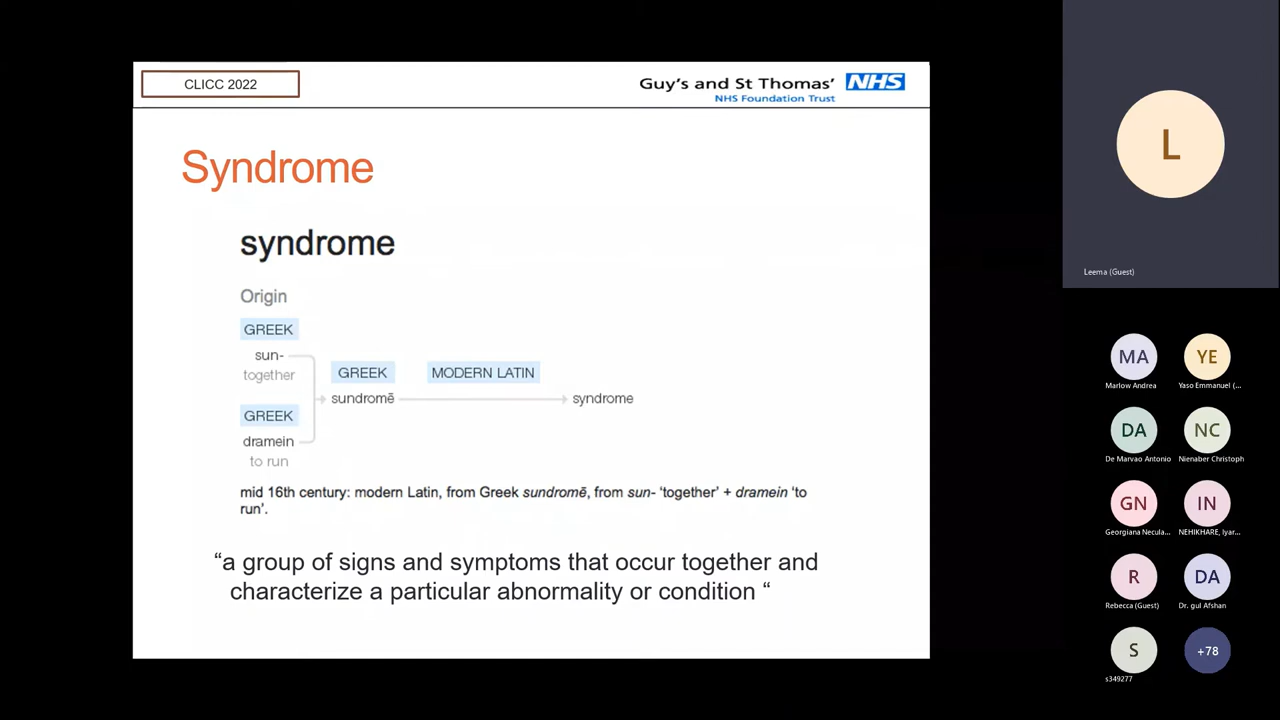 CLICC 2022
Guy's and St Thomas' NHS
NHS Foundation Trust
Syndrome
syndrome
Origin
GREEK
sun-
together
GREEK
dramein
to run
GREEK
sundromē
MODERN LATIN
syndrome
mid 16th century: modern Latin, from Greek sundromē, from sun- ‘together’ + dramein ‘to
run’.
“a group of signs and symptoms that occur together and
characterize a particular abnormality or condition “
L
Leema (Guest)
MA
Marlow Andrea
YE
Yaso Emmanuel (...
DA
De Marvao Antonio
NC
Nienaber Christoph
GN
Georgiana Necula...
IN
NEHIKHARE, Iyar...
R
Rebecca (Guest)
DA
Dr. gul Afshan
S
s349277
+78